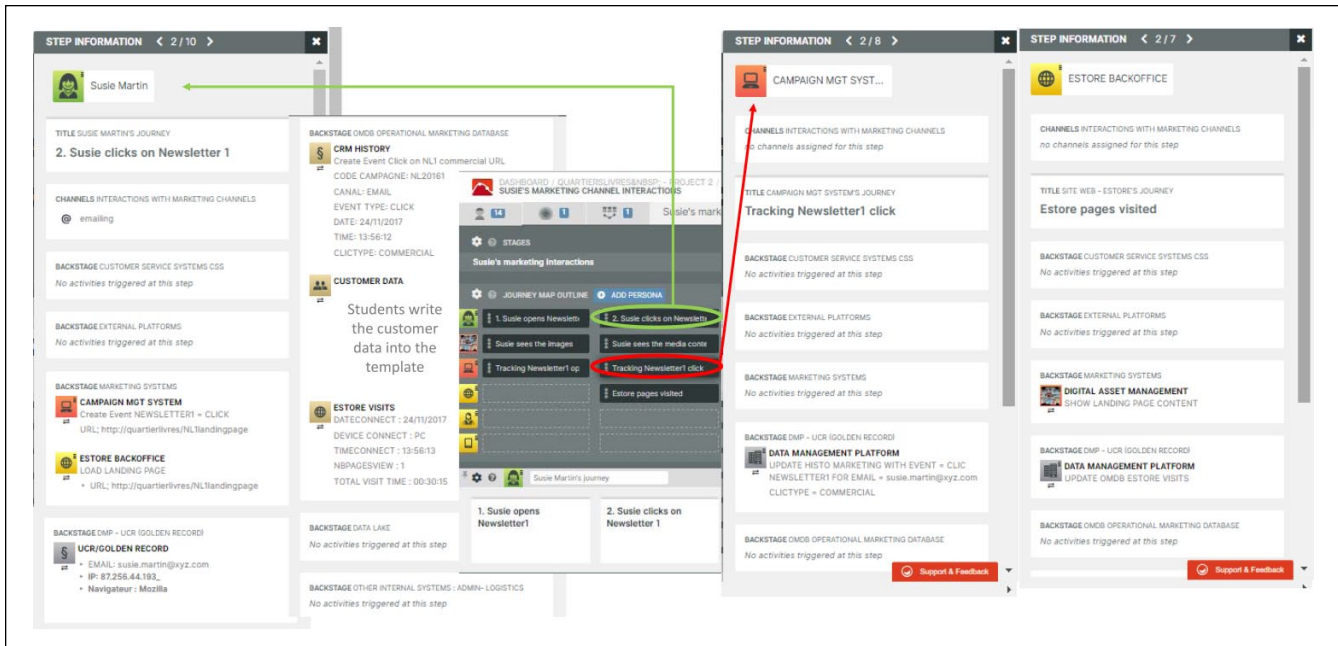 STEP INFORMATION < 2 / 10 >
Susie Martin
TITLE SUSIE MARTIN'S JOURNEY
2. Susie clicks on Newsletter 1
CHANNELS INTERACTIONS WITH MARKETING CHANNELS
@ emailing
BACKSTAGE CUSTOMER SERVICE SYSTEMS CSS
No activities triggered at this step
BACKSTAGE EXTERNAL PLATFORMS
No activities triggered at this step
BACKSTAGE MARKETING SYSTEMS
CAMPAIGN MGT SYSTEM
Create Event NEWSLETTER1 = CLICK
URL; http://quartierlivres/NL1landingpage
ESTORE BACKOFFICE
LOAD LANDING PAGE
• URL; http://quartierlivres/NL1landingpage
BACKSTAGE DMP - UCR (GOLDEN RECORD)
§ UCR/GOLDEN RECORD
• EMAIL: susie.martin@xyz.com
• IP: 87.256.44.193_
• Navigateur : Mozilla
BACKSTAGE OMDB OPERATIONAL MARKETING DATABASE
§ CRM HISTORY
Create Event Click on NL1 commercial URL
CODE CAMPAGNE: NL20161
CANAL: EMAIL
EVENT TYPE: CLICK
DATE: 24/11/2017
TIME: 13:56:12
CLICTYPE: COMMERCIAL
CUSTOMER DATA
Students write
the customer
data into the
template
ESTORE VISITS
DATECONNECT : 24/11/2017
DEVICE CONNECT : PC
TIMECONNECT : 13:56:13
NBPAGESVIEW : 1
TOTAL VISIT TIME : 00:30:15
BACKSTAGE DATA LAKE
No activities triggered at this step
BACKSTAGE OTHER INTERNAL SYSTEMS : ADMIN- LOGISTICS
No activities triggered at this step
DASHBOARD / QUARTIERSLIVRES&NBSP; - PROJECT 2 /
SUSIE'S MARKETING CHANNEL INTERACTIONS
14 1 1 Susie's mark
STAGES
Susie's marketing interactions
JOURNEY MAP OUTLINE ADD PERSONA
1. Susie opens Newslett 2. Susie clicks on Newslette
Susie sees the images Susie sees the media conte
Tracking Newsletter1 op Tracking Newsletter1 click
Estore pages visited
Susie Martin's journey
1. Susie opens
Newsletter1
2. Susie clicks on
Newsletter 1
STEP INFORMATION < 2 / 8 >
CAMPAIGN MGT SYST...
CHANNELS INTERACTIONS WITH MARKETING CHANNELS
no channels assigned for this step
TITLE CAMPAIGN MGT SYSTEM'S JOURNEY
Tracking Newsletter1 click
BACKSTAGE CUSTOMER SERVICE SYSTEMS CSS
No activities triggered at this step
BACKSTAGE EXTERNAL PLATFORMS
No activities triggered at this step
BACKSTAGE MARKETING SYSTEMS
No activities triggered at this step
BACKSTAGE DMP - UCR (GOLDEN RECORD)
DATA MANAGEMENT PLATFORM
UPDATE HISTO MARKETING WITH EVENT = CLIC
NEWSLETTER1 FOR EMAIL = susie.martin@xyz.com
CLICTYPE = COMMERCIAL
BACKSTAGE OMDB OPERATIONAL MARKETING DATABASE
No activities triggered at this step
Support & Feedback
STEP INFORMATION < 2 / 7 >
ESTORE BACKOFFICE
CHANNELS INTERACTIONS WITH MARKETING CHANNELS
no channels assigned for this step
TITLE SITE WEB - ESTORE'S JOURNEY
Estore pages visited
BACKSTAGE CUSTOMER SERVICE SYSTEMS CSS
No activities triggered at this step
BACKSTAGE EXTERNAL PLATFORMS
No activities triggered at this step
BACKSTAGE MARKETING SYSTEMS
DIGITAL ASSET MANAGEMENT
SHOW LANDING PAGE CONTENT
BACKSTAGE DMP - UCR (GOLDEN RECORD)
DATA MANAGEMENT PLATFORM
UPDATE OMDB ESTORE VISITS
BACKSTAGE OMDB OPERATIONAL MARKETING DATABASE
No activities triggered at this step
Support & Feedback